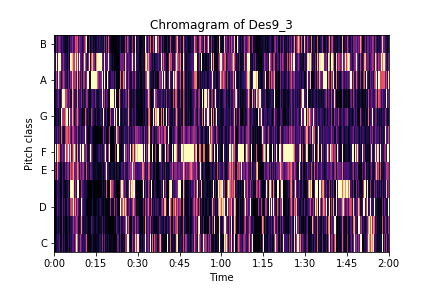 Chromagram of Des9_3
B
A
G
F
E
D
C
Pitch class
0:00 0:15 0:30 0:45 1:00 1:15 1:30 1:45 2:00
Time